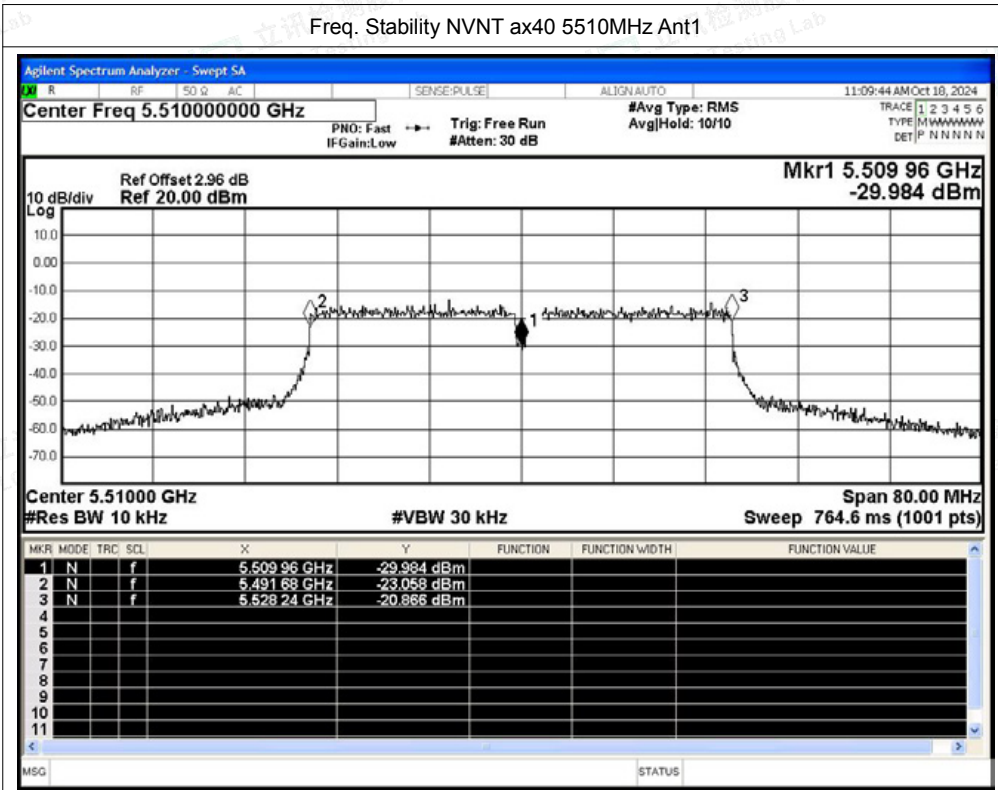 Freq. Stability NVNT ax40 5510MHz Ant1
Agilent Spectrum Analyzer - Swept SA
R RF 50 Ω AC SENSE:PULSE ALIGN AUTO 11:09:44 AM Oct 18, 2024
Center Freq 5.510000000 GHz #Avg Type: RMS TRACE 1 2 3 4 5 6
PNO: Fast Trig: Free Run Avg|Hold: 10/10 TYPE M WWWWW
IFGain:Low #Atten: 30 dB DET P N N N N N
Mkr1 5.509 96 GHz
Ref Offset 2.96 dB
10 dB/div Ref 20.00 dBm -29.984 dBm
Log
10.0
0.00
-10.0
2 3
-20.0
1
-30.0
-40.0
-50.0
-60.0
-70.0
Center 5.51000 GHz Span 80.00 MHz
#Res BW 10 kHz #VBW 30 kHz Sweep 764.6 ms (1001 pts)
MKR MODE TRC SCL X Y FUNCTION FUNCTION WIDTH FUNCTION VALUE
1 N f 5.509 96 GHz -29.984 dBm
2 N f 5.491 68 GHz -23.058 dBm
3 N f 5.528 24 GHz -20.866 dBm
4
5
6
7
8
9
10
11
MSG STATUS